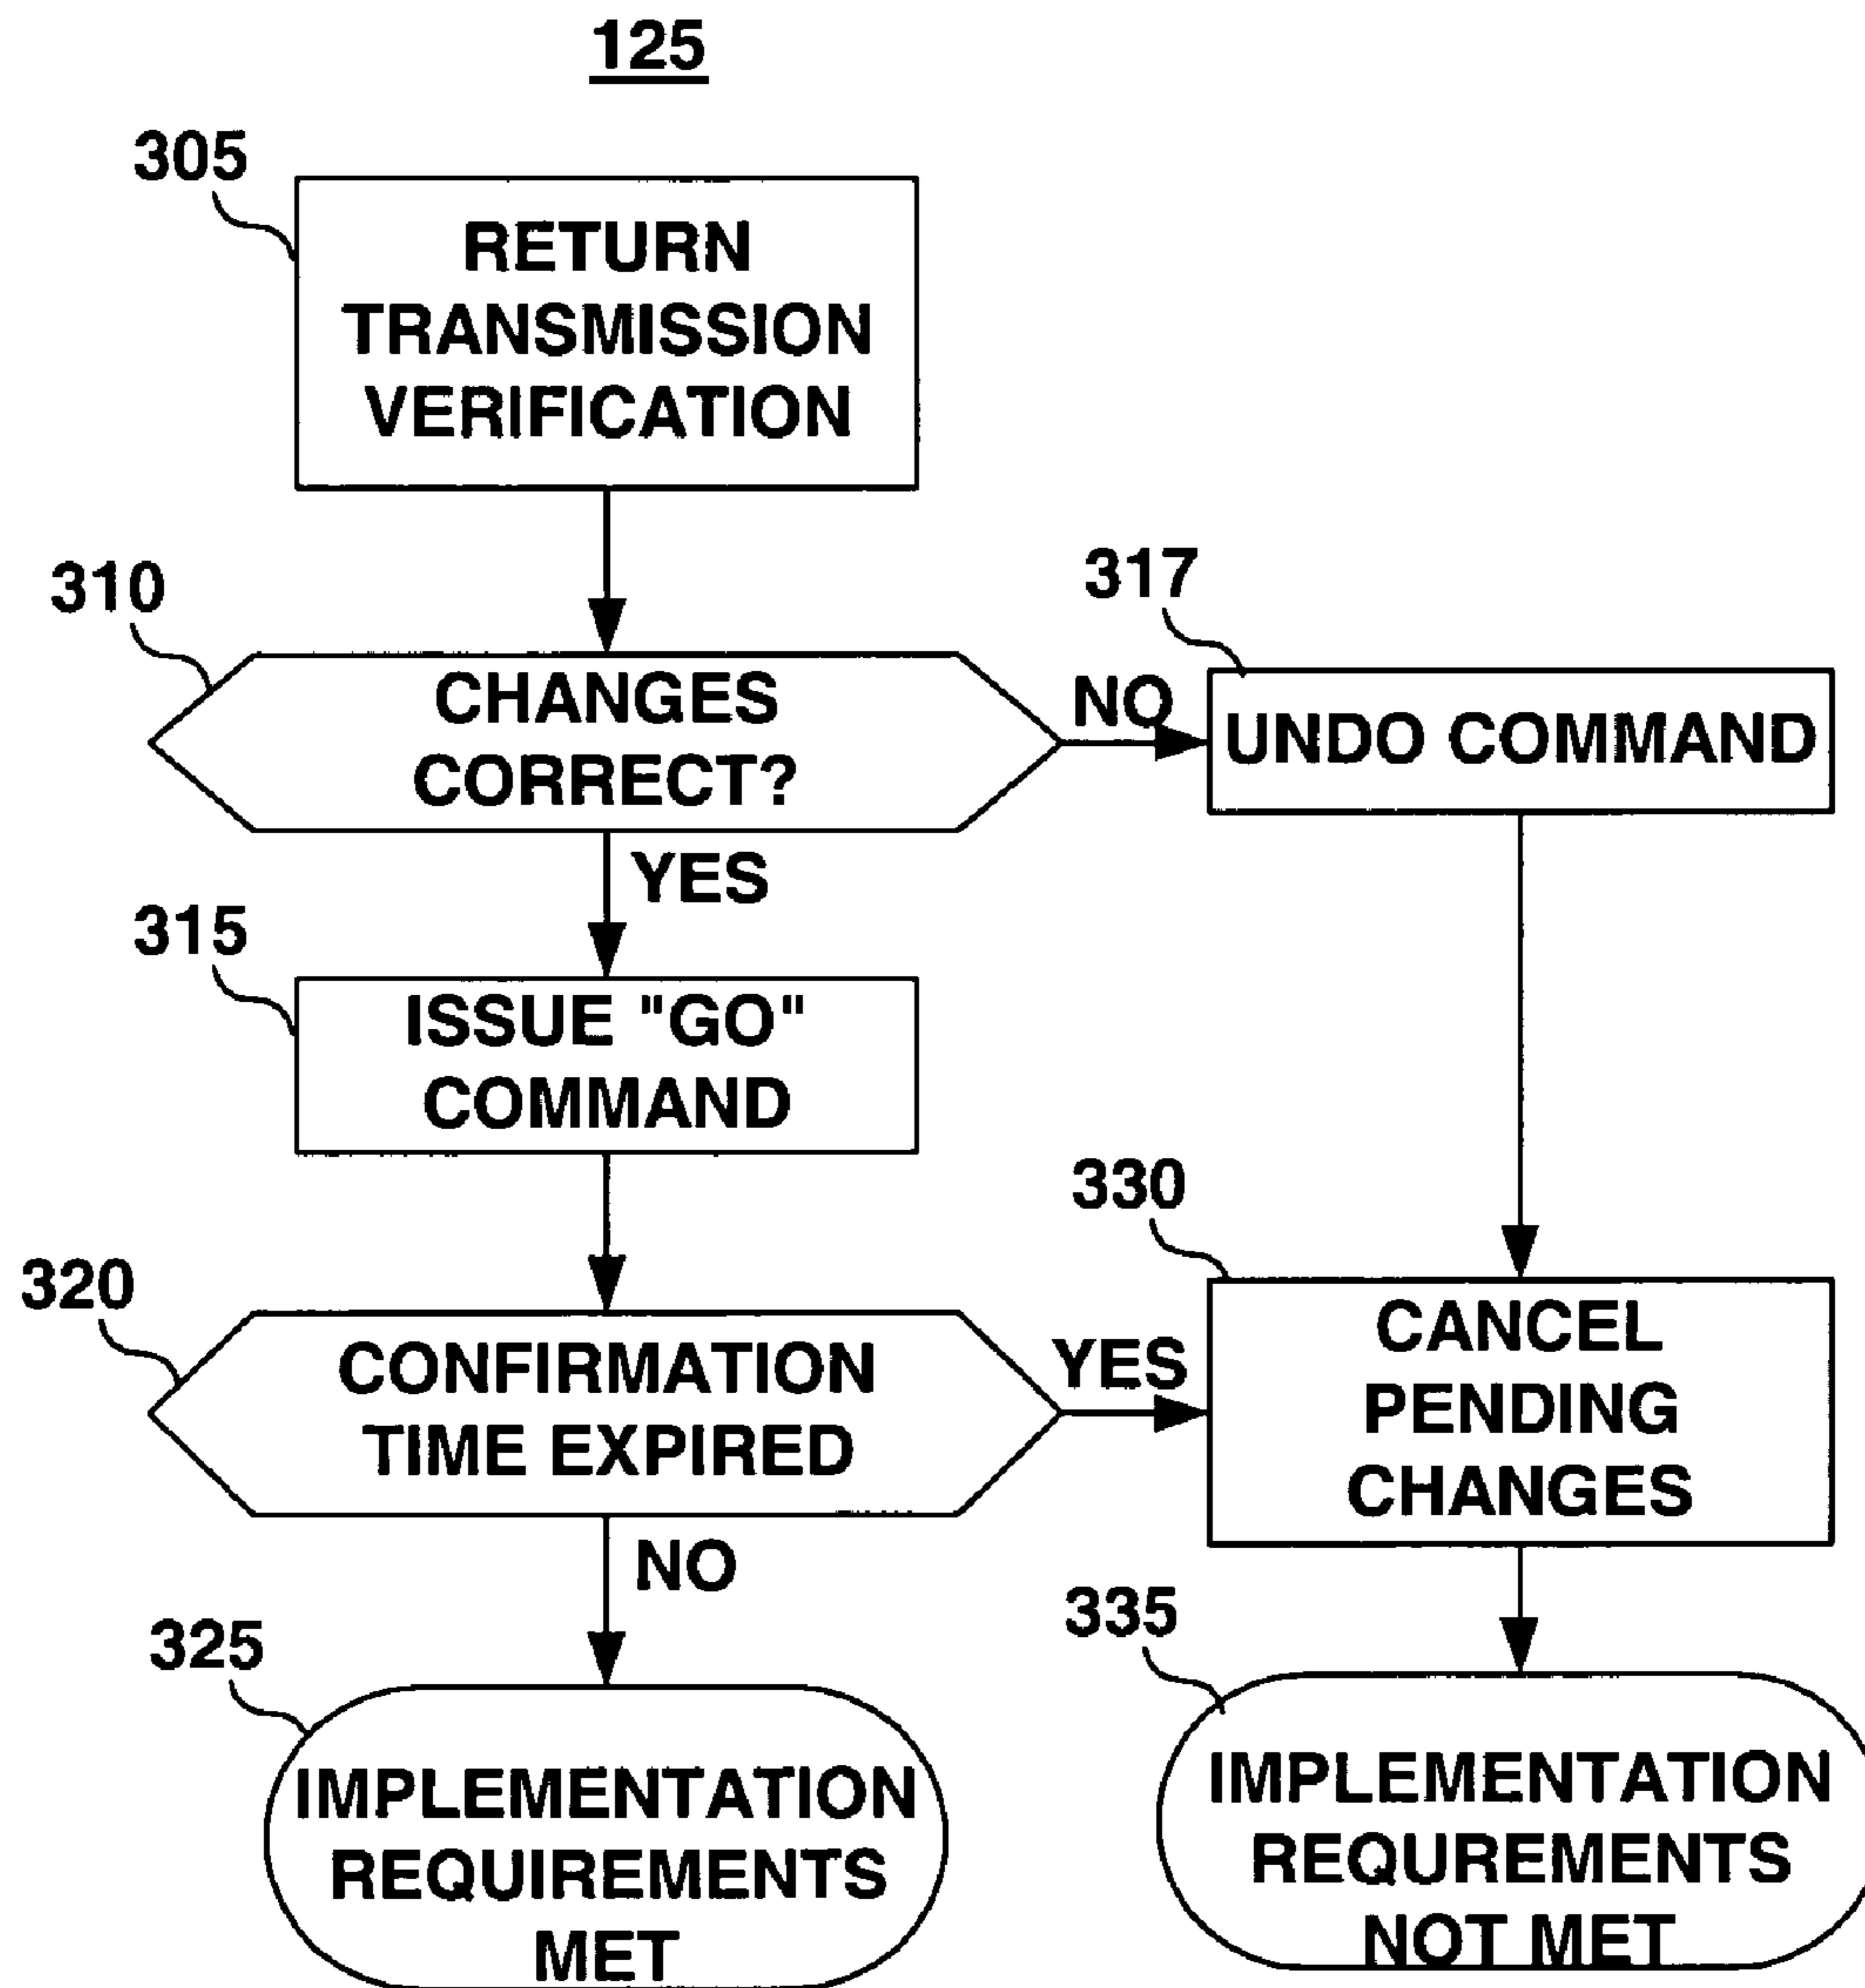 125
305
RETURN
TRANSMISSION
VERIFICATION
310
CHANGES
CORRECT?
NO
317
UNDO COMMAND
YES
315
ISSUE "GO"
COMMAND
320
CONFIRMATION
TIME EXPIRED
YES
330
CANCEL
PENDING
CHANGES
NO
325
IMPLEMENTATION
REQUIREMENTS
MET
335
IMPLEMENTATION
REQUREMENTS
NOT MET